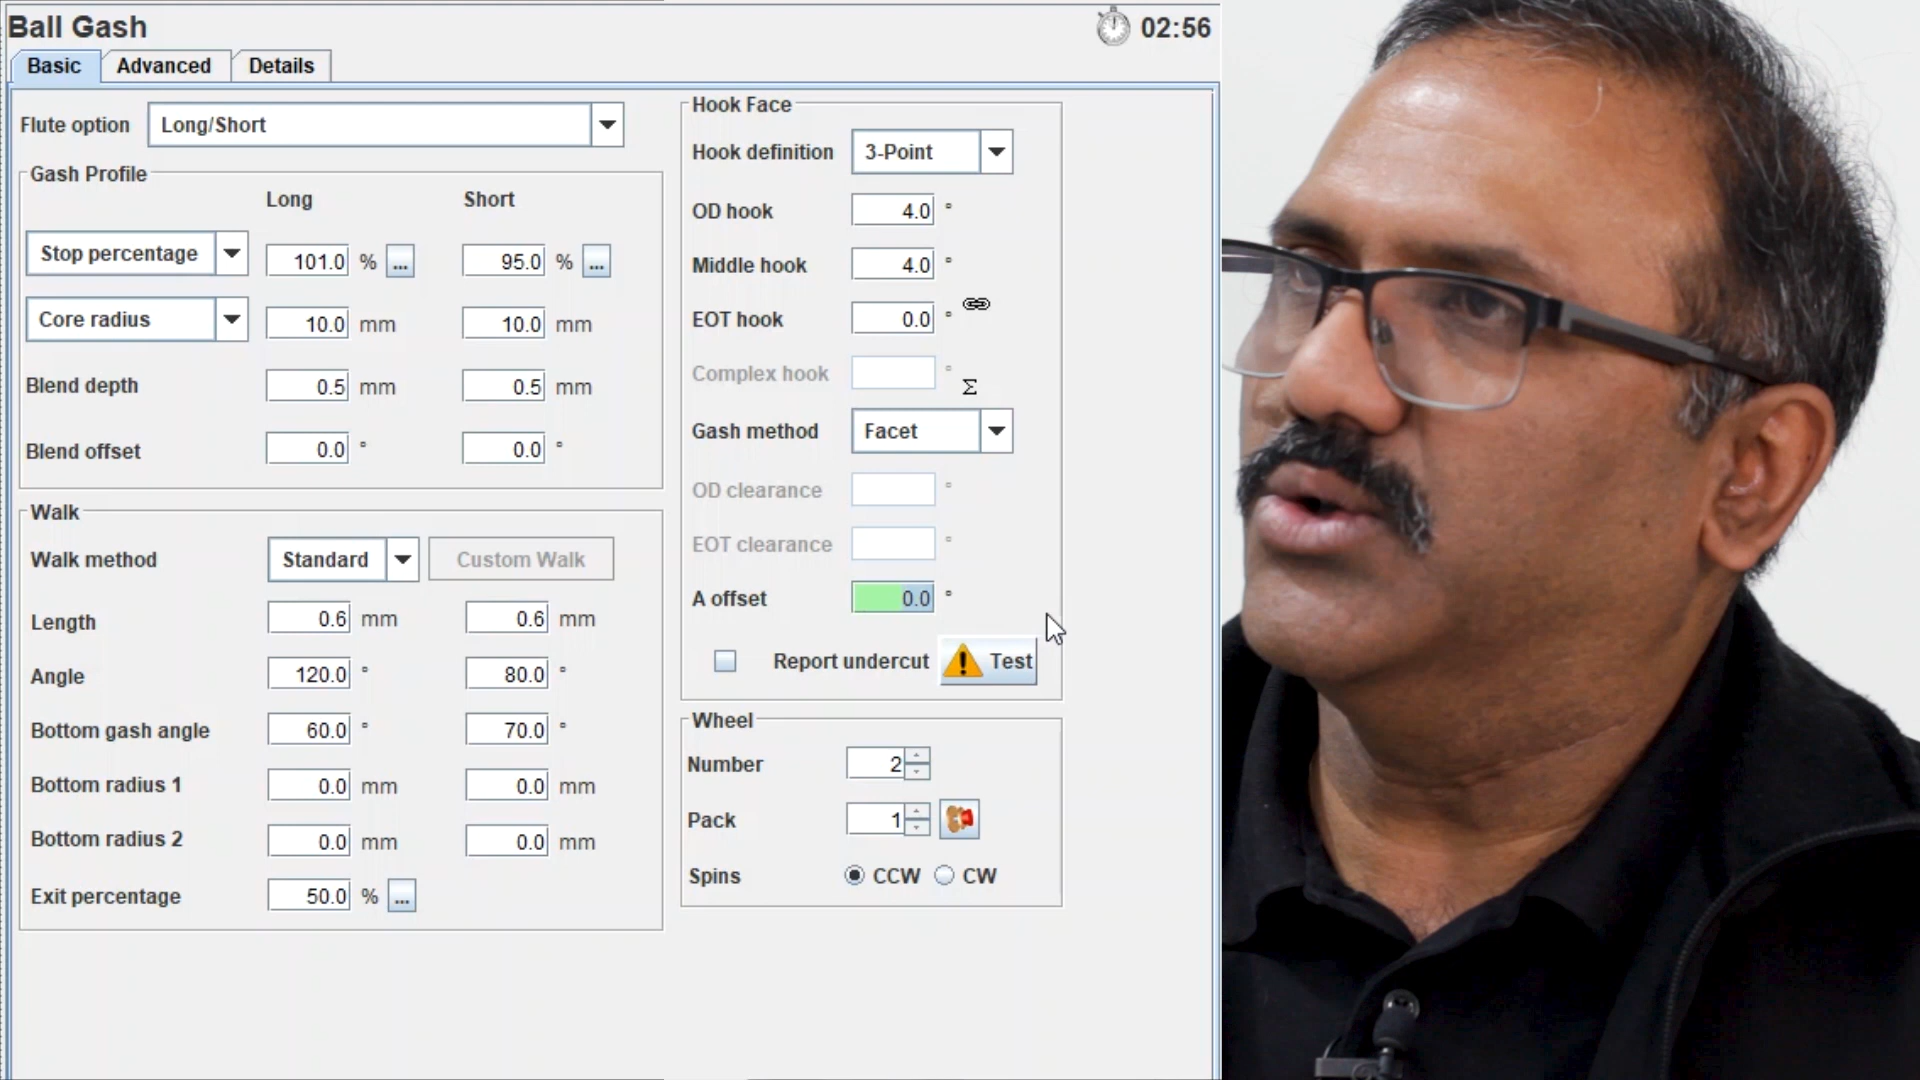 Ball Gash
02:56
Basic Advanced Details
Flute option Long/Short
Gash Profile
Long Short
Stop percentage 101.0 % ... 95.0 % ...
Core radius 10.0 mm 10.0 mm
Blend depth 0.5 mm 0.5 mm
Blend offset 0.0 ° 0.0 °
Walk
Walk method Standard Custom Walk
Length 0.6 mm 0.6 mm
Angle 120.0 ° 80.0 °
Bottom gash angle 60.0 ° 70.0 °
Bottom radius 1 0.0 mm 0.0 mm
Bottom radius 2 0.0 mm 0.0 mm
Exit percentage 50.0 % ...
Hook Face
Hook definition 3-Point
OD hook 4.0 °
Middle hook 4.0 °
EOT hook 0.0 °
Complex hook °
Σ
Gash method Facet
OD clearance °
EOT clearance °
A offset 0.0 °
Report undercut Test
Wheel
Number 2
Pack 1
Spins CCW CW